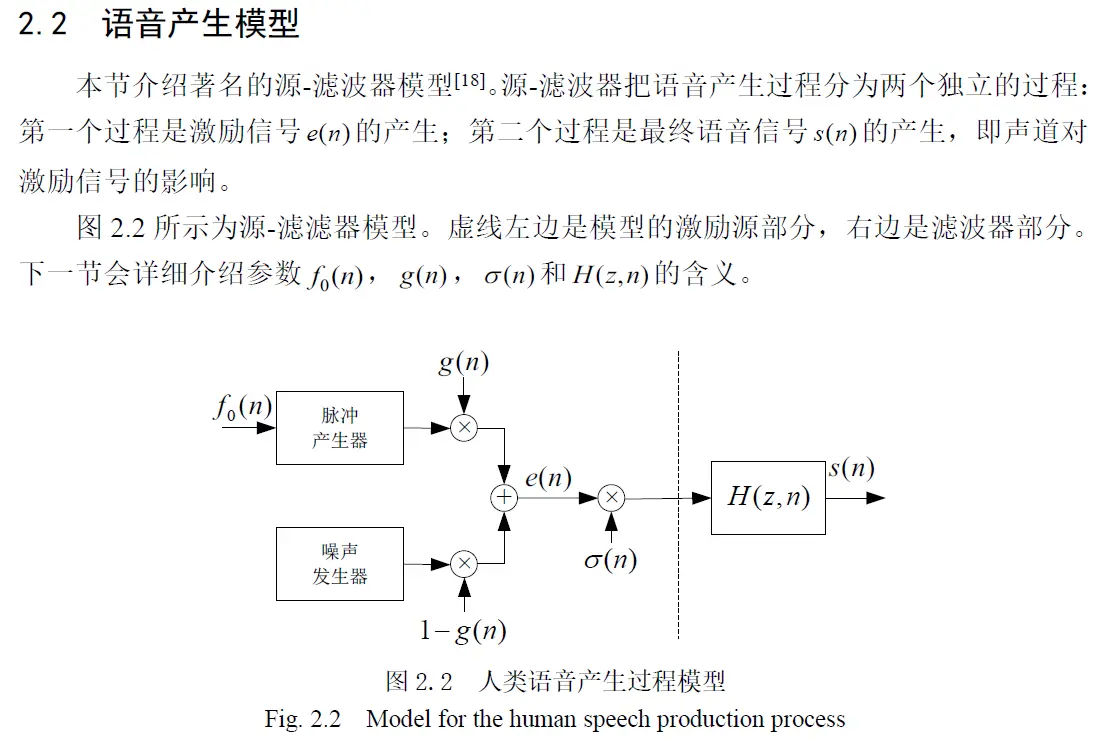 2.2 语音产生模型
本节介绍著名的源-滤波器模型[18]。源-滤波器把语音产生过程分为两个独立的过程：
第一个过程是激励信号e(n)的产生；第二个过程是最终语音信号s(n)的产生，即声道对
激励信号的影响。
图 2.2 所示为源-滤滤器模型。虚线左边是模型的激励源部分，右边是滤波器部分。
下一节会详细介绍参数 f₀(n)，g(n)，σ(n)和H(z,n)的含义。
g(n)
f₀(n)
脉冲
产生器
×
+
e(n)
×
σ(n)
H(z,n)
s(n)
噪声
发生器
×
1−g(n)
图 2.2 人类语音产生过程模型
Fig. 2.2 Model for the human speech production process